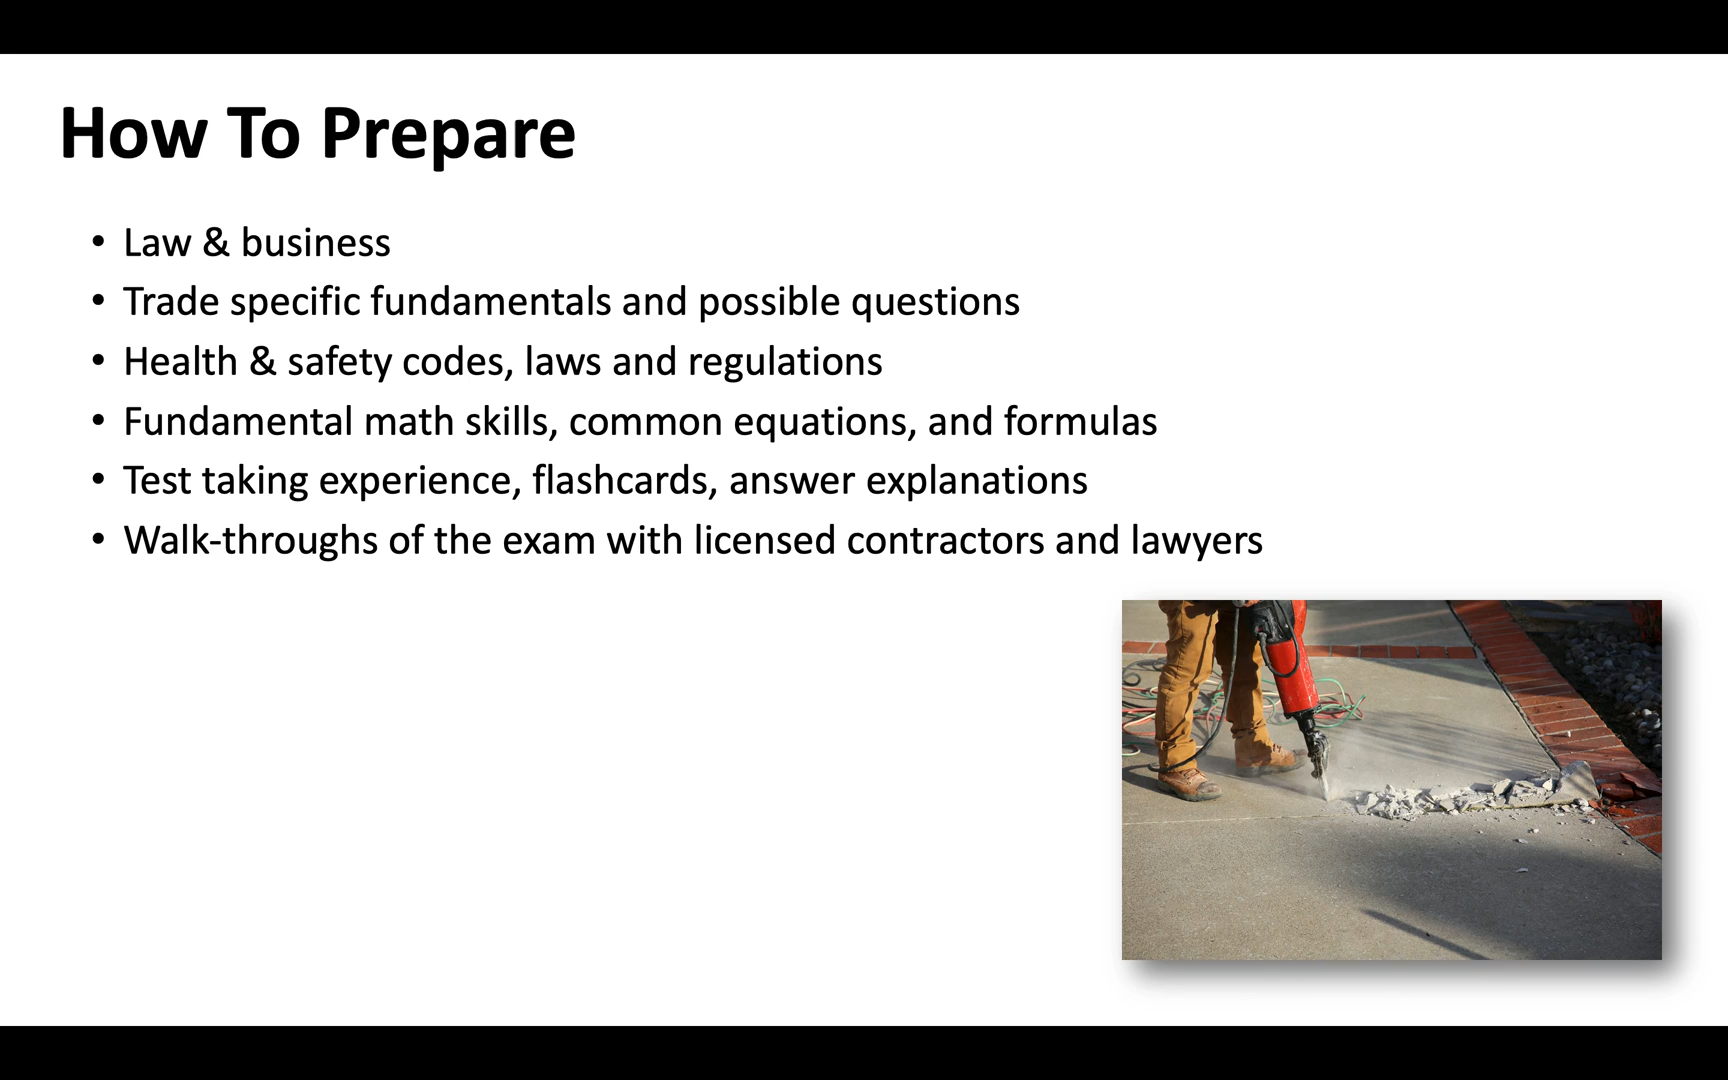 How To Prepare
• Law & business
• Trade specific fundamentals and possible questions
• Health & safety codes, laws and regulations
• Fundamental math skills, common equations, and formulas
• Test taking experience, flashcards, answer explanations
• Walk-throughs of the exam with licensed contractors and lawyers